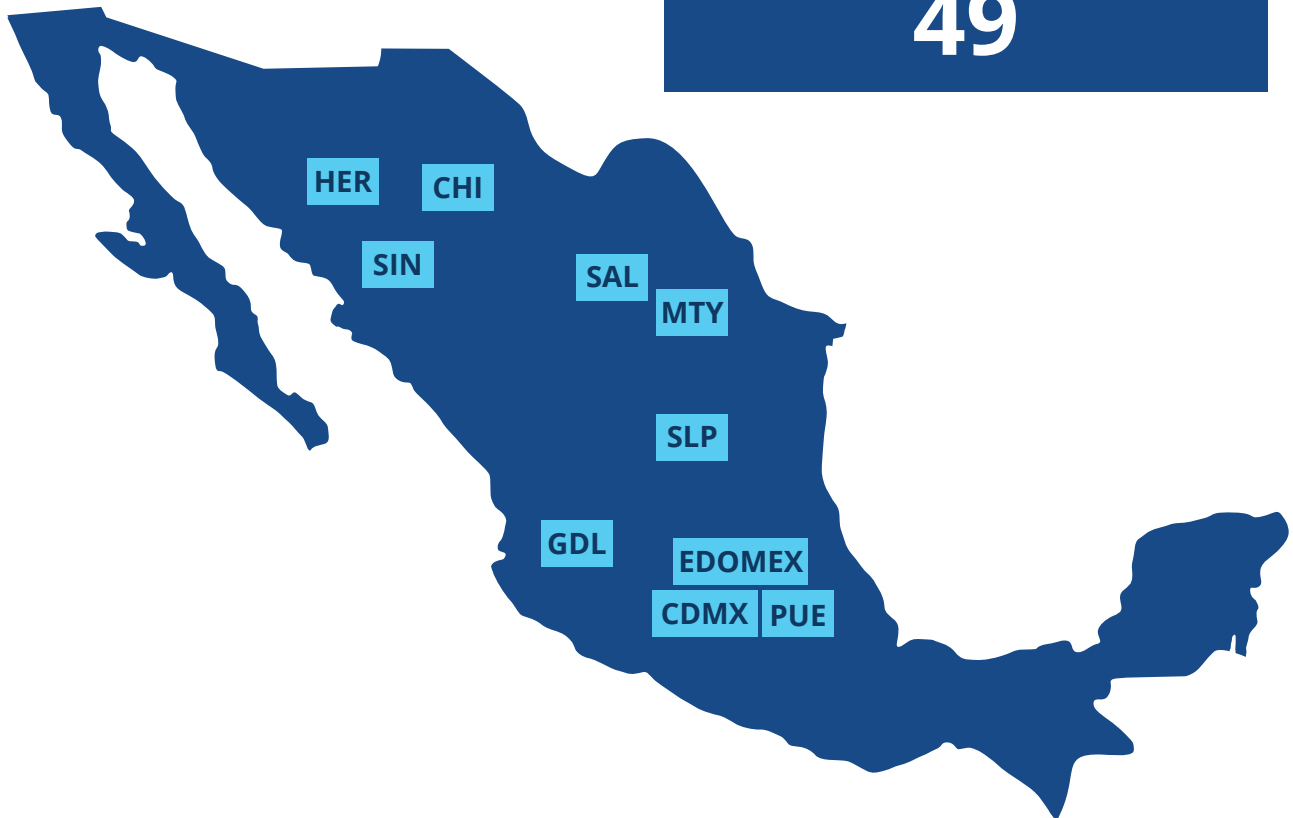 49
HER
CHI
SIN
SAL
MTY
SLP
GDL
EDOMEX
CDMX
PUE